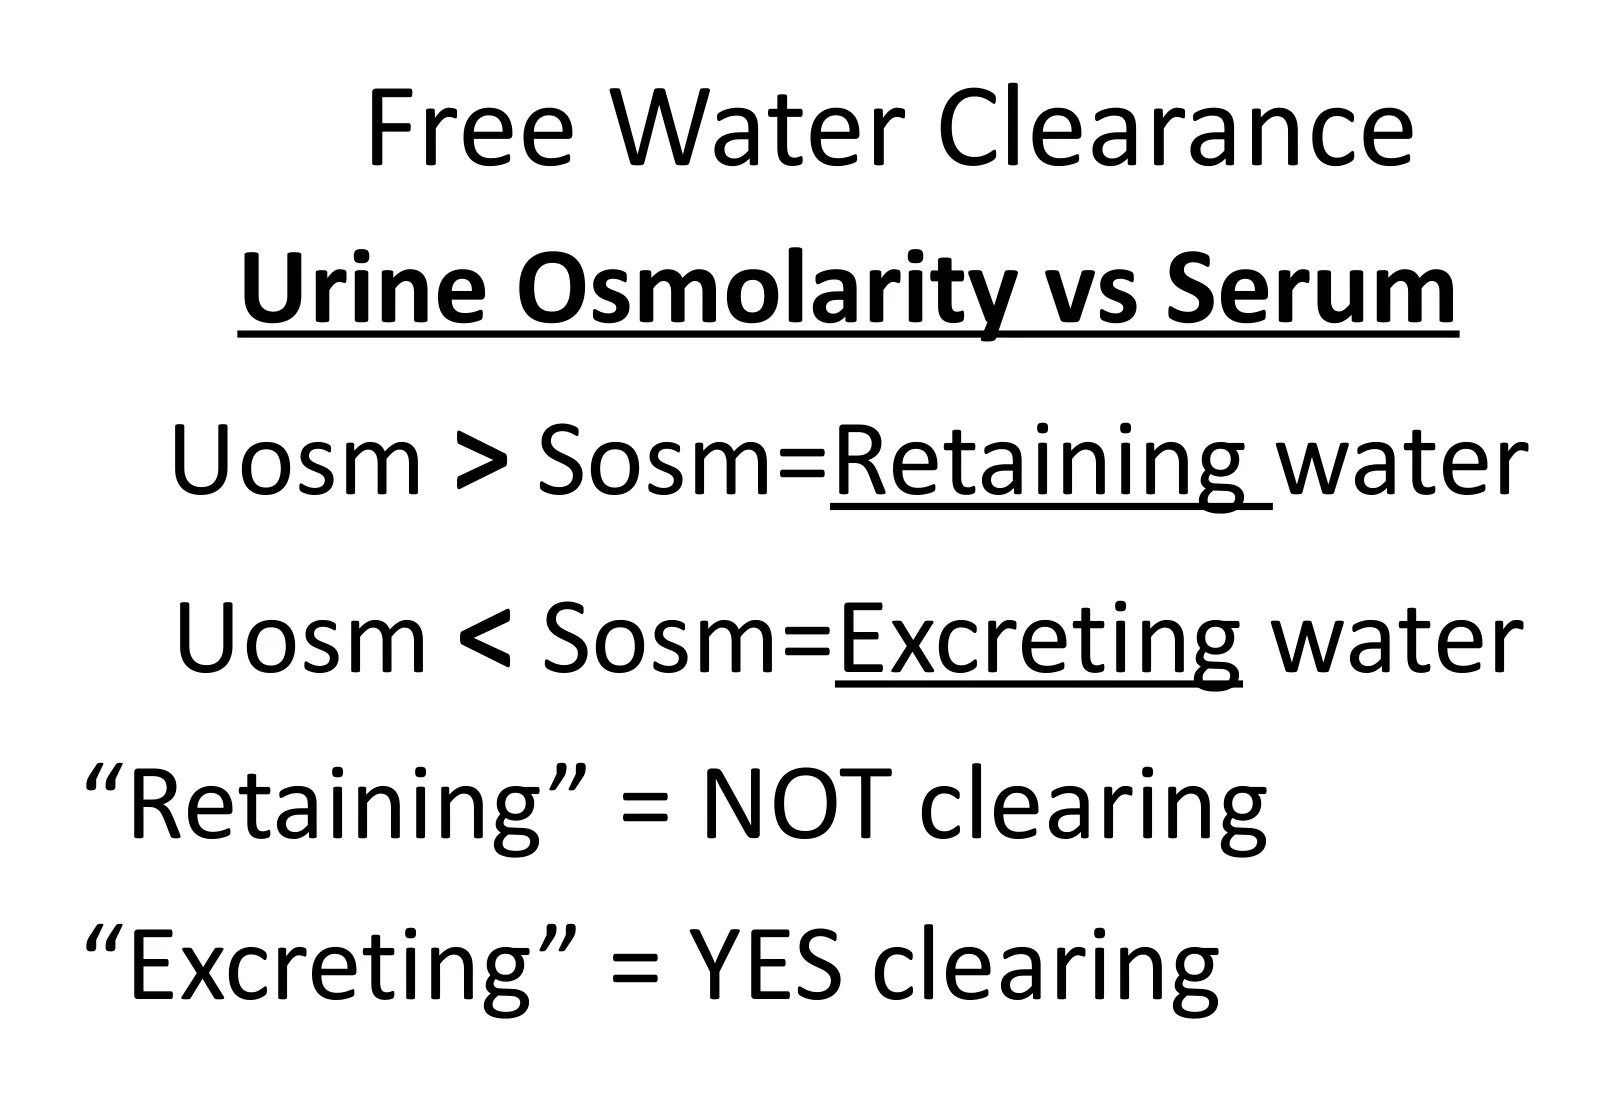 Free Water Clearance
Urine Osmolarity vs Serum
Uosm > Sosm=Retaining water
Uosm < Sosm=Excreting water
“Retaining” = NOT clearing
“Excreting” = YES clearing